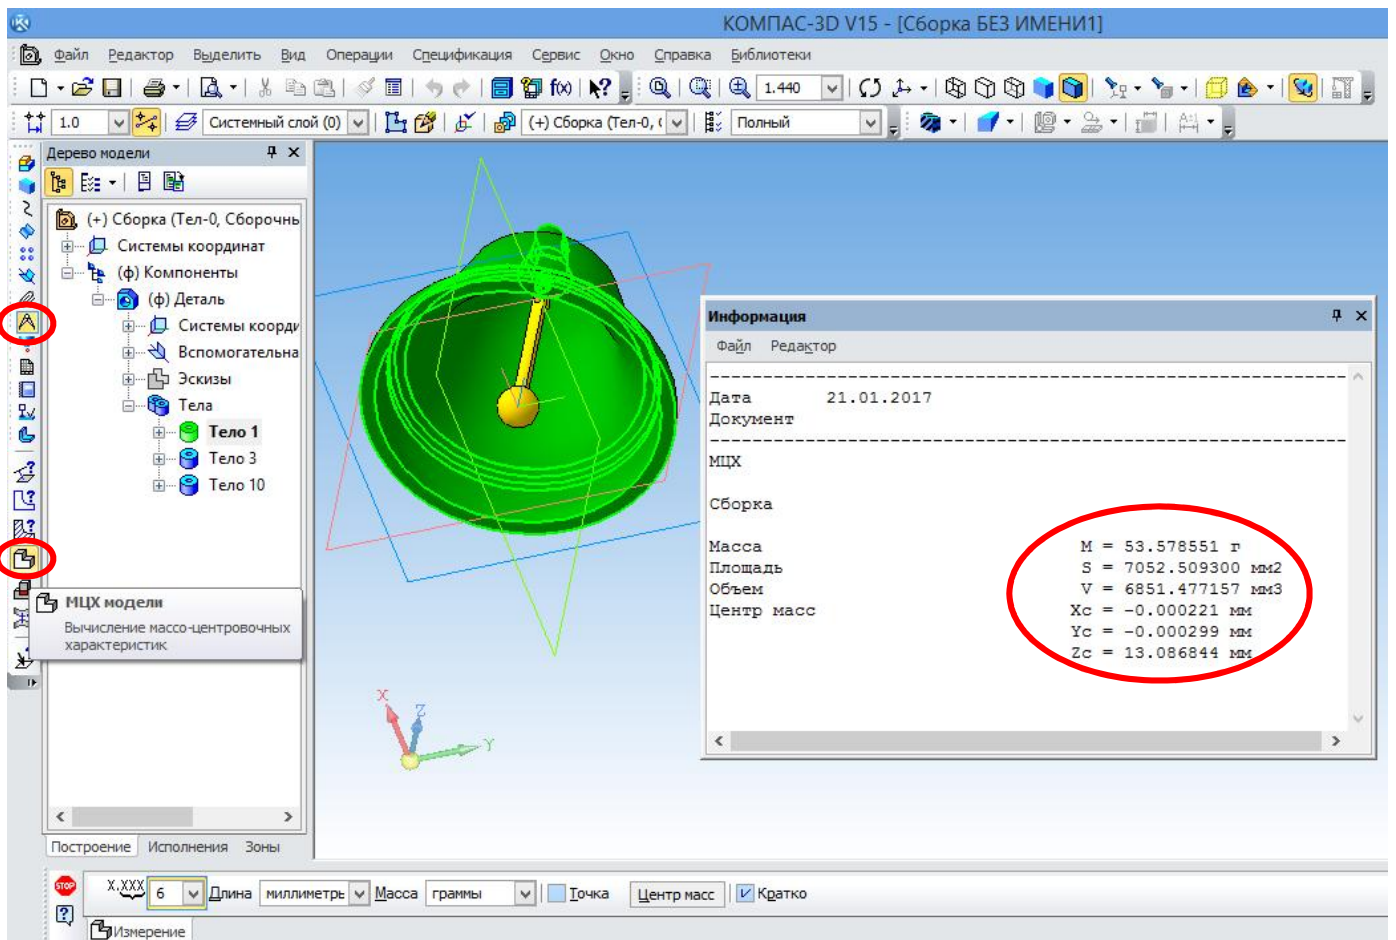 КОМПАС-3D V15 - [Сборка БЕЗ ИМЕНИ1]
Файл Редактор Выделить Вид Операции Спецификация Сервис Окно Справка Библиотеки
f(x) 1.440
1.0 Системный слой (0) (+) Сборка (Тел-0, ( Полный
Дерево модели
(+) Сборка (Тел-0, Сборочнь
Системы координат
(ф) Компоненты
(ф) Деталь
Системы коорди
Вспомогательна
Эскизы
Тела
Тело 1
Тело 3
Тело 10
МЦХ модели
Вычисление массо-центровочных
характеристик
X
Z
Y
Информация
Файл Редактор
Дата 21.01.2017
Документ
МЦХ
Сборка
Масса M = 53.578551 г
Площадь S = 7052.509300 мм2
Объем V = 6851.477157 мм3
Центр масс Xc = -0.000221 мм
Yc = -0.000299 мм
Zc = 13.086844 мм
Построение Исполнения Зоны
STOP X.XXX 6 Длина миллиметрь Масса граммы Точка Центр масс Кратко
Измерение